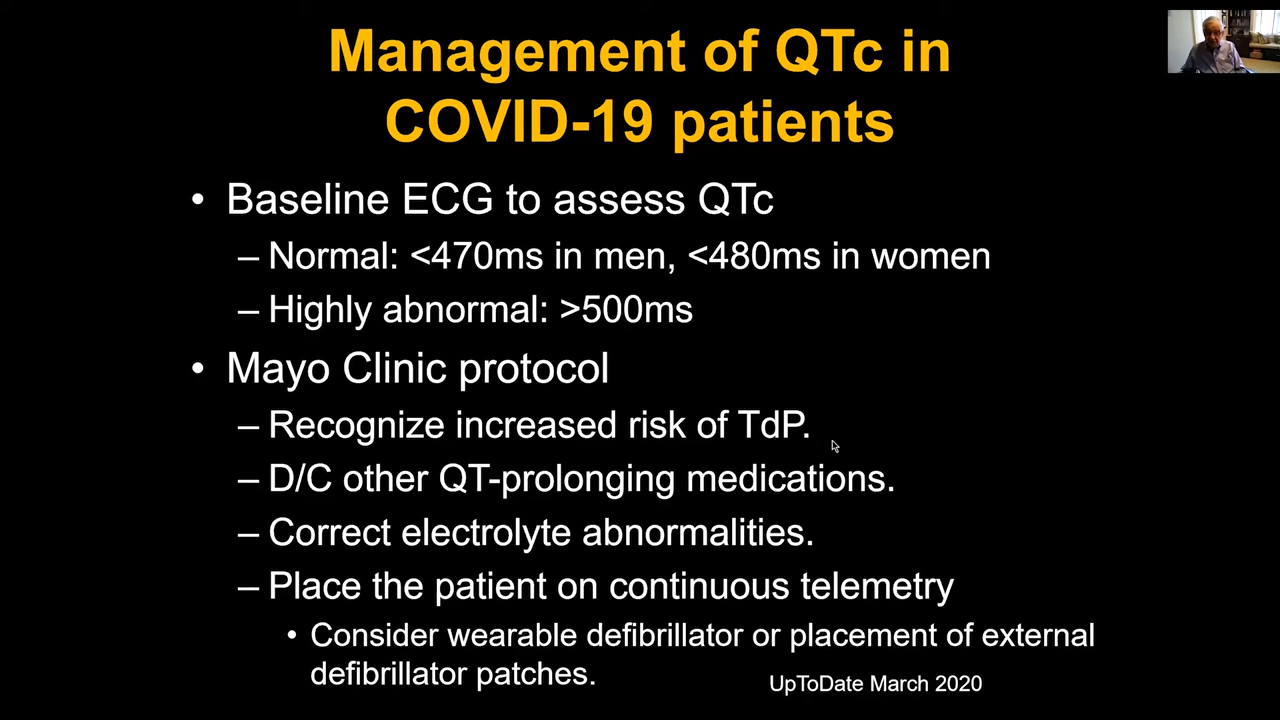 Management of QTc in
COVID-19 patients
• Baseline ECG to assess QTc
– Normal: <470ms in men, <480ms in women
– Highly abnormal: >500ms
• Mayo Clinic protocol
– Recognize increased risk of TdP.
– D/C other QT-prolonging medications.
– Correct electrolyte abnormalities.
– Place the patient on continuous telemetry
• Consider wearable defibrillator or placement of external
defibrillator patches.
UpToDate March 2020